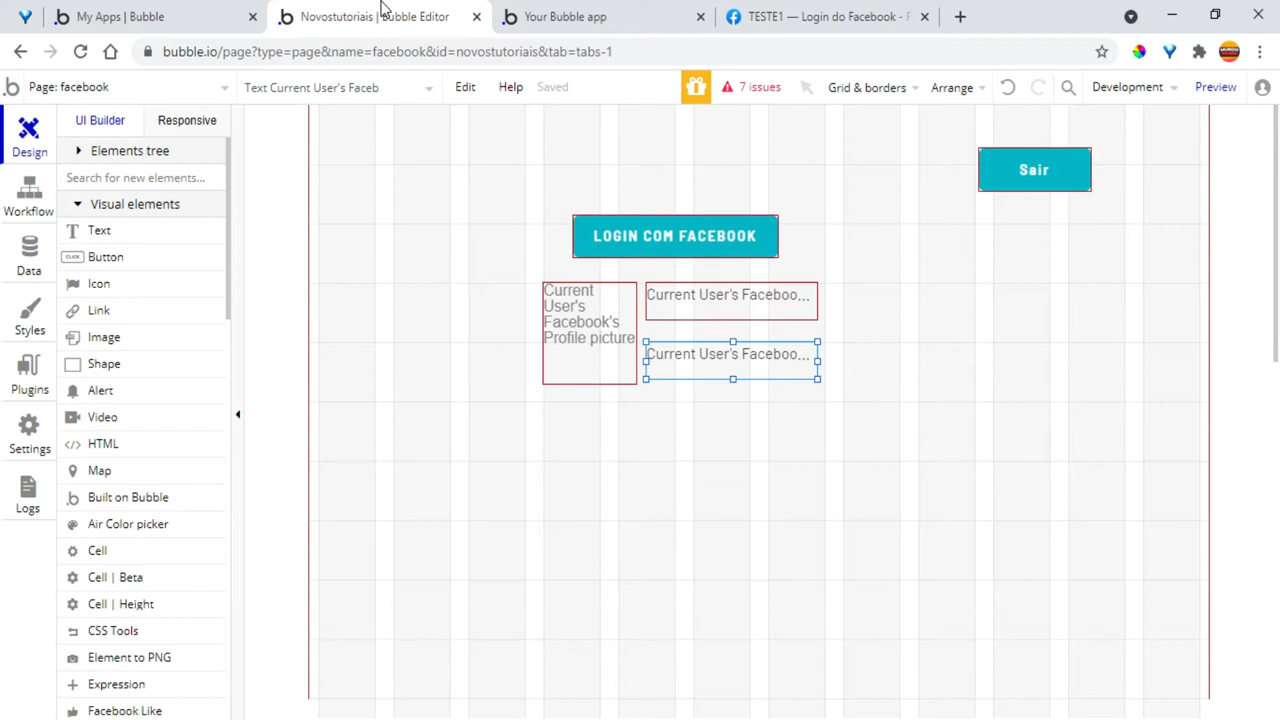 My Apps | Bubble
Novostutoriais | Bubble Editor
Your Bubble app
TESTE1 — Login do Facebook - F
bubble.io/page?type=page&name=facebook&id=novostutoriais&tab=tabs-1
Page: facebook
Text Current User's Faceb
Edit
Help
Saved
7 issues
Grid & borders
Arrange
Development
Preview
Design
Workflow
Data
Styles
Plugins
Settings
Logs
UI Builder
Responsive
Elements tree
Search for new elements...
Visual elements
Text
CLICK
Button
Icon
Link
Image
Shape
Alert
Video
</> HTML
Map
Built on Bubble
Air Color picker
Cell
Cell | Beta
Cell | Height
CSS Tools
Element to PNG
Expression
Facebook Like
Sair
LOGIN COM FACEBOOK
Current
User's
Facebook's
Profile picture
Current User's Faceboo...
Current User's Faceboo...